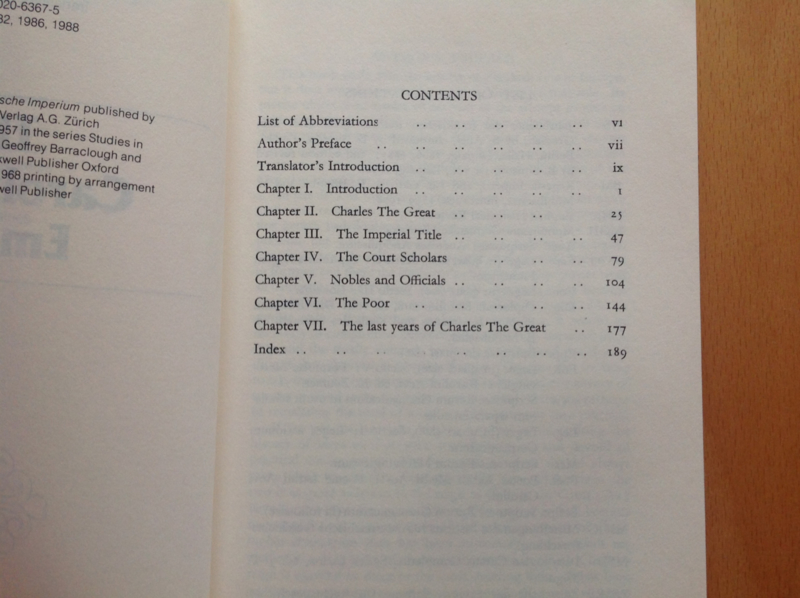 020-6367-5
82, 1986, 1988
sche Imperium published by
Verlag A.G. Zürich
957 in the series Studies in
Geoffrey Barraclough and
kwell Publisher Oxford
968 printing by arrangement
well Publisher
CONTENTS
List of Abbreviations .. .. .. .. .. vi
Author's Preface .. .. .. .. .. .. vii
Translator's Introduction .. .. .. .. .. ix
Chapter I. Introduction .. .. .. .. .. 1
Chapter II. Charles The Great .. .. .. 25
Chapter III. The Imperial Title .. .. .. .. 47
Chapter IV. The Court Scholars .. .. .. 79
Chapter V. Nobles and Officials .. .. .. .. 104
Chapter VI. The Poor .. .. .. .. .. 144
Chapter VII. The last years of Charles The Great .. 177
Index .. .. .. .. .. .. .. 189